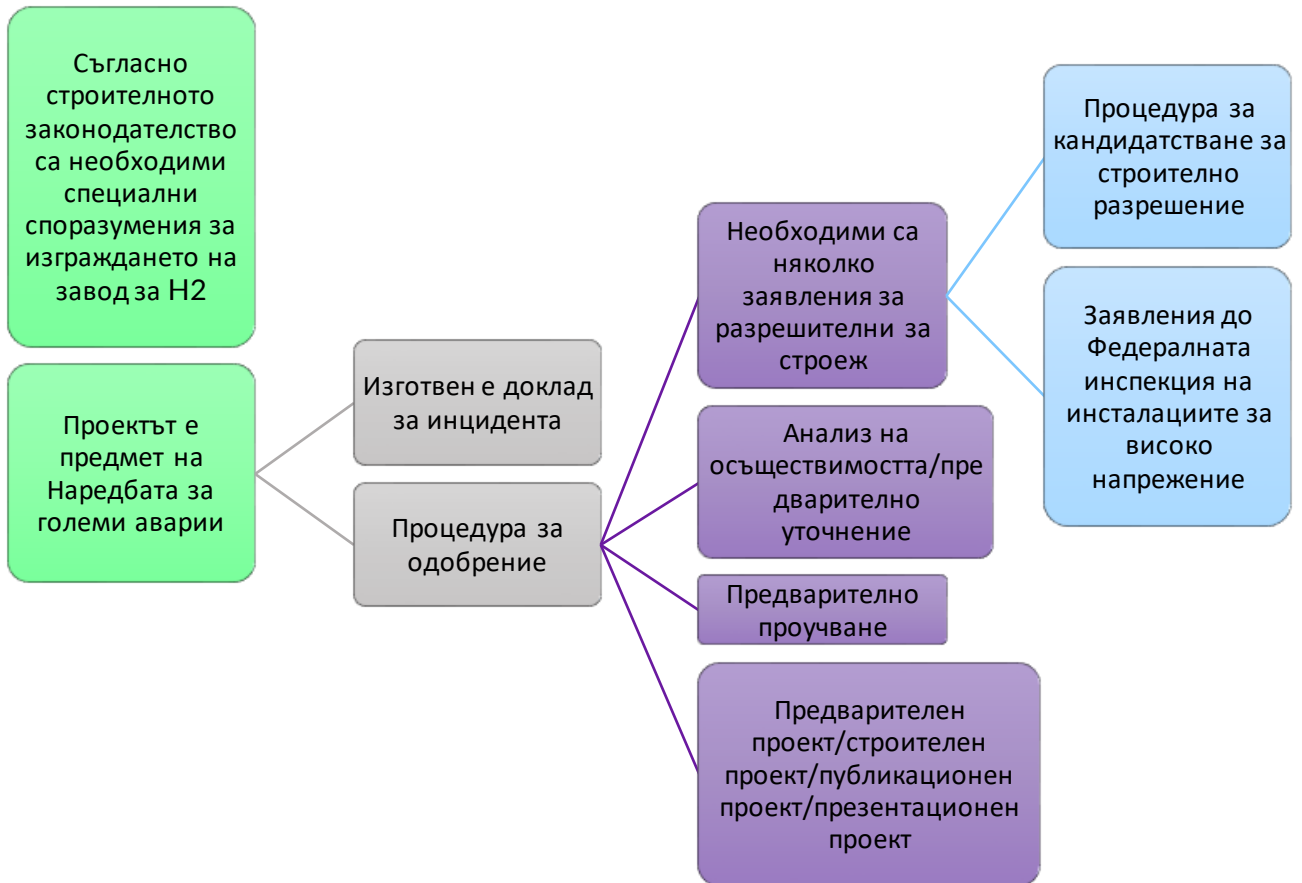 Съгласно
строителното
законодателство
са необходими
специални
споразумения за
изграждането на
завод за H2
Проектът е
предмет на
Наредбата за
големи аварии
Изготвен е доклад
за инцидента
Процедура за
одобрение
Необходими са
няколко
заявления за
разрешителни за
строеж
Анализ на
осъществимостта/пре
дварително
уточнение
Предварително
проучване
Предварителен
проект/строителен
проект/публикационен
проект/презентационен
проект
Процедура за
кандидатстване за
строително
разрешение
Заявления до
Федералната
инспекция на
инсталациите за
високо
напрежение